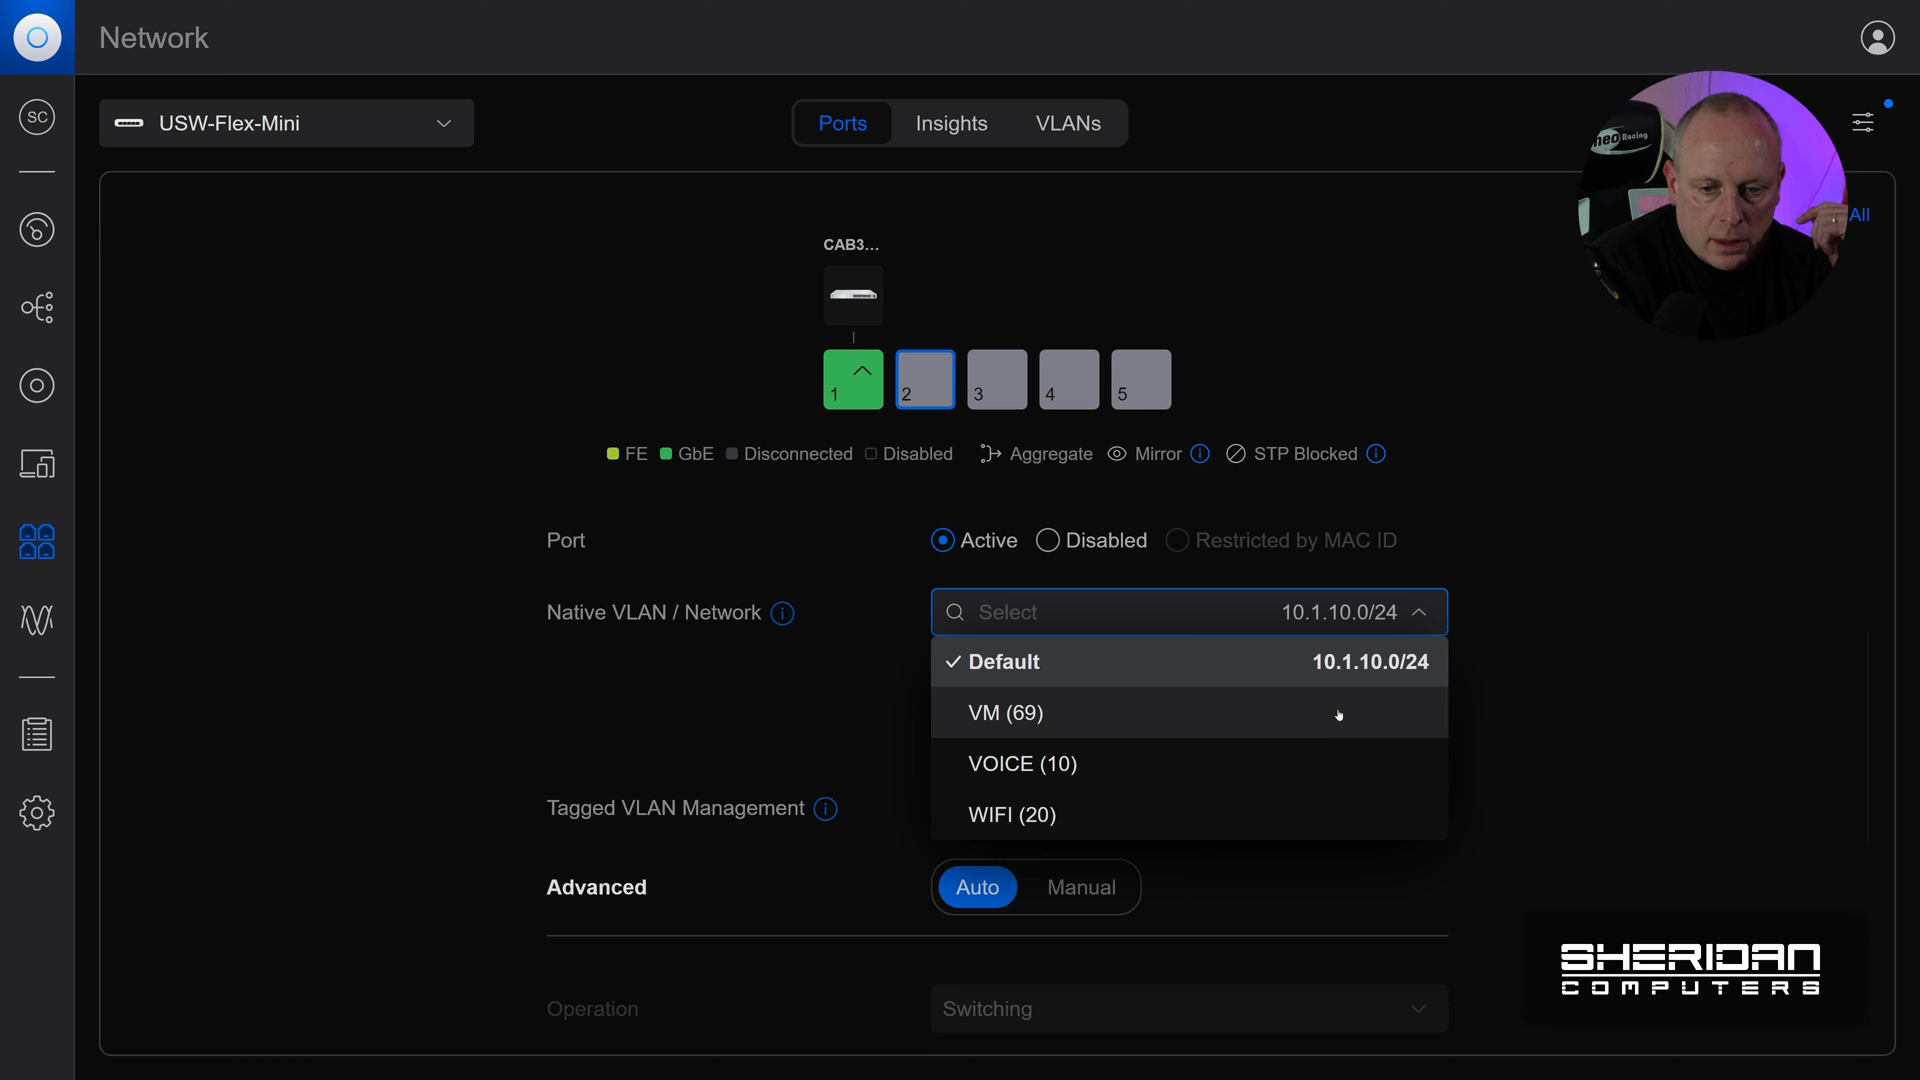 Network
SC
USW-Flex-Mini
Ports
Insights
VLANs
neo Racing
All
CAB3...
1
2
3
4
5
FE
GbE
Disconnected
Disabled
Aggregate
Mirror
STP Blocked
Port
Active
Disabled
Restricted by MAC ID
Native VLAN / Network
Select
10.1.10.0/24
Default
10.1.10.0/24
VM (69)
VOICE (10)
WIFI (20)
Tagged VLAN Management
Advanced
Auto
Manual
Operation
Switching
SHERIDAN
COMPUTERS